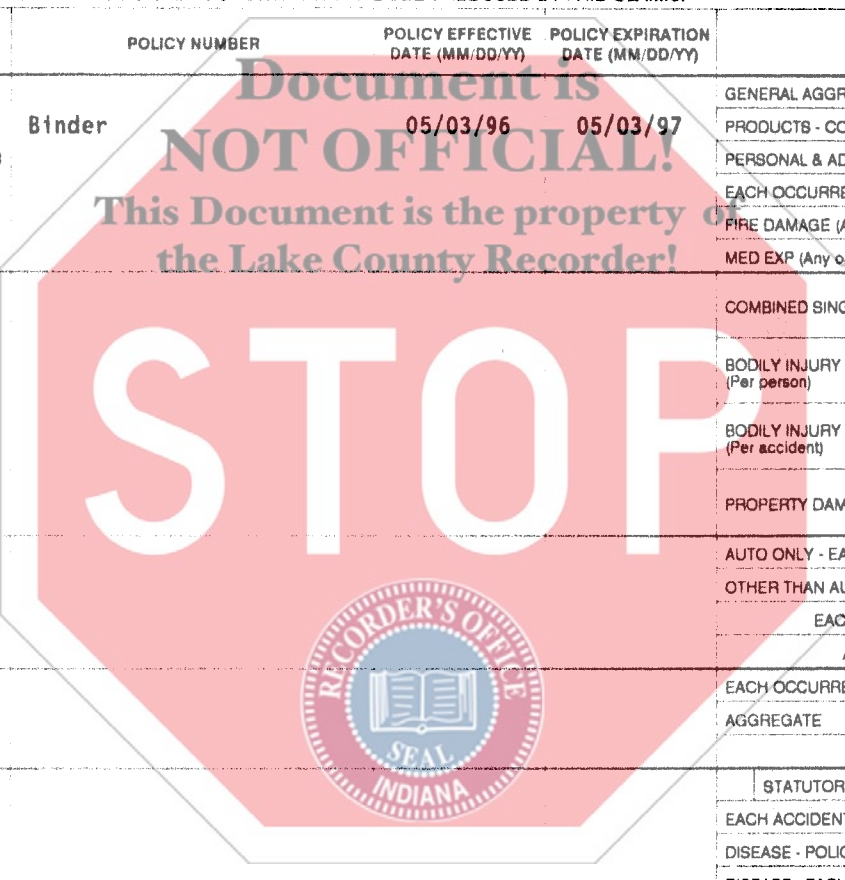 POLICY NUMBER
POLICY EFFECTIVE
DATE (MM/DD/YY)
POLICY EXPIRATION
DATE (MM/DD/YY)
Document is
NOT OFFICIAL!
This Document is the property of
the Lake County Recorder!
Binder
05/03/96
05/03/97
GENERAL AGGR
PRODUCTS - CO
PERSONAL & AD
EACH OCCURRE
FIRE DAMAGE (A
MED EXP (Any o
COMBINED SING
BODILY INJURY
(Per person)
BODILY INJURY
(Per accident)
PROPERTY DAM
AUTO ONLY - EA
OTHER THAN AU
EAC
EACH OCCURRE
AGGREGATE
STATUTOR
EACH ACCIDENT
DISEASE - POLIC
STOP
RECORDER'S OFFICE
SEAL
INDIANA